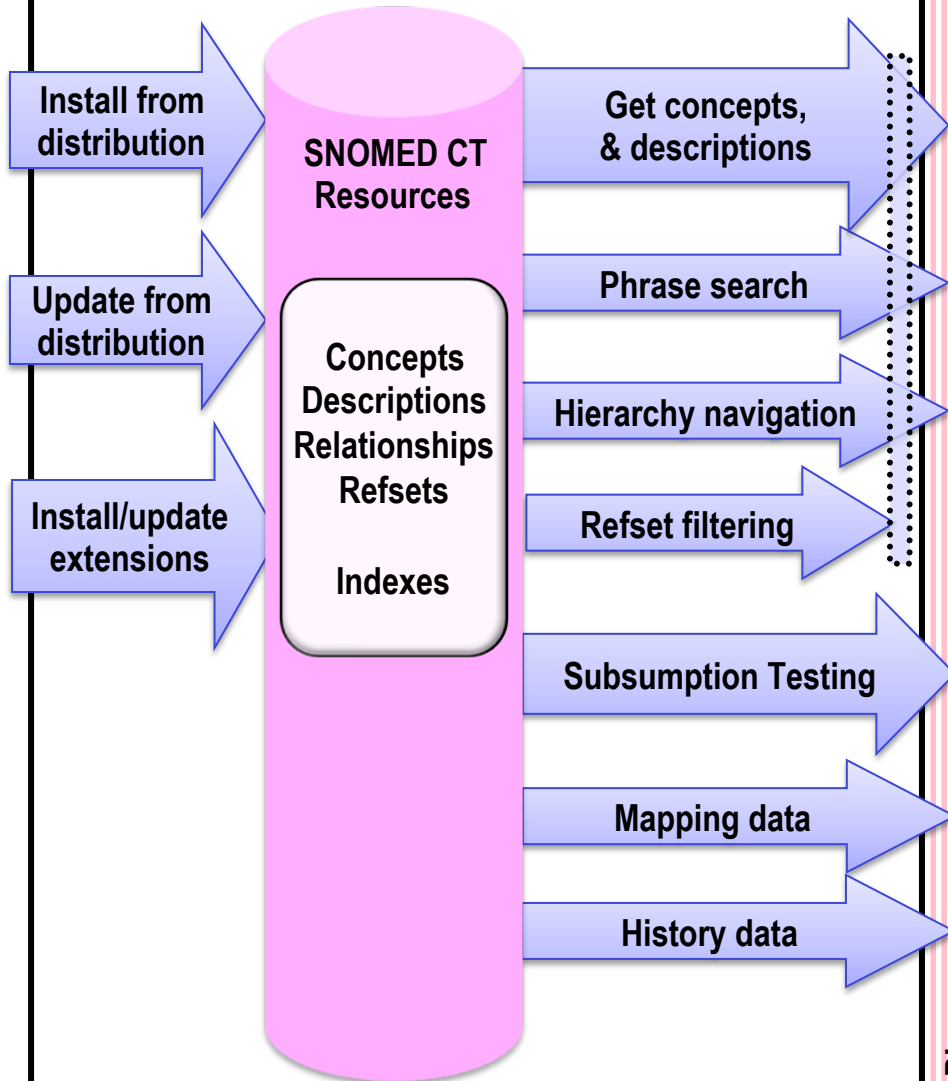 Install from
distribution
Update from
distribution
Install/update
extensions
SNOMED CT
Resources
Concepts
Descriptions
Relationships
Refsets
Indexes
Get concepts,
& descriptions
Phrase search
Hierarchy navigation
Refset filtering
Subsumption Testing
Mapping data
History data